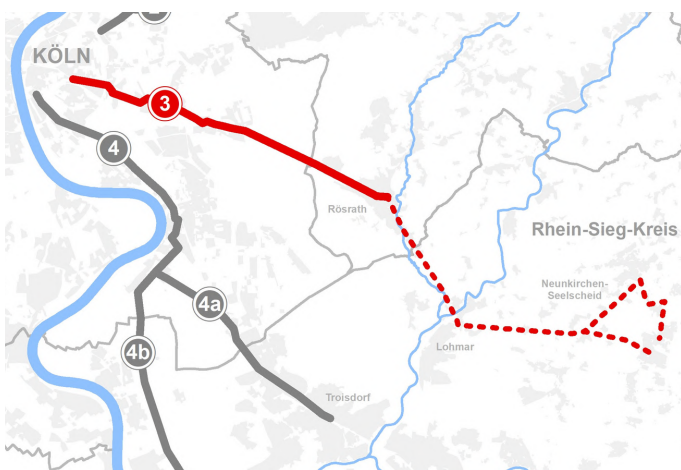 KÖLN
3
4
Rösrath
Rhein-Sieg-Kreis
Neunkirchen-
Seelscheid
4a
4b
Lohmar
Troisdorf